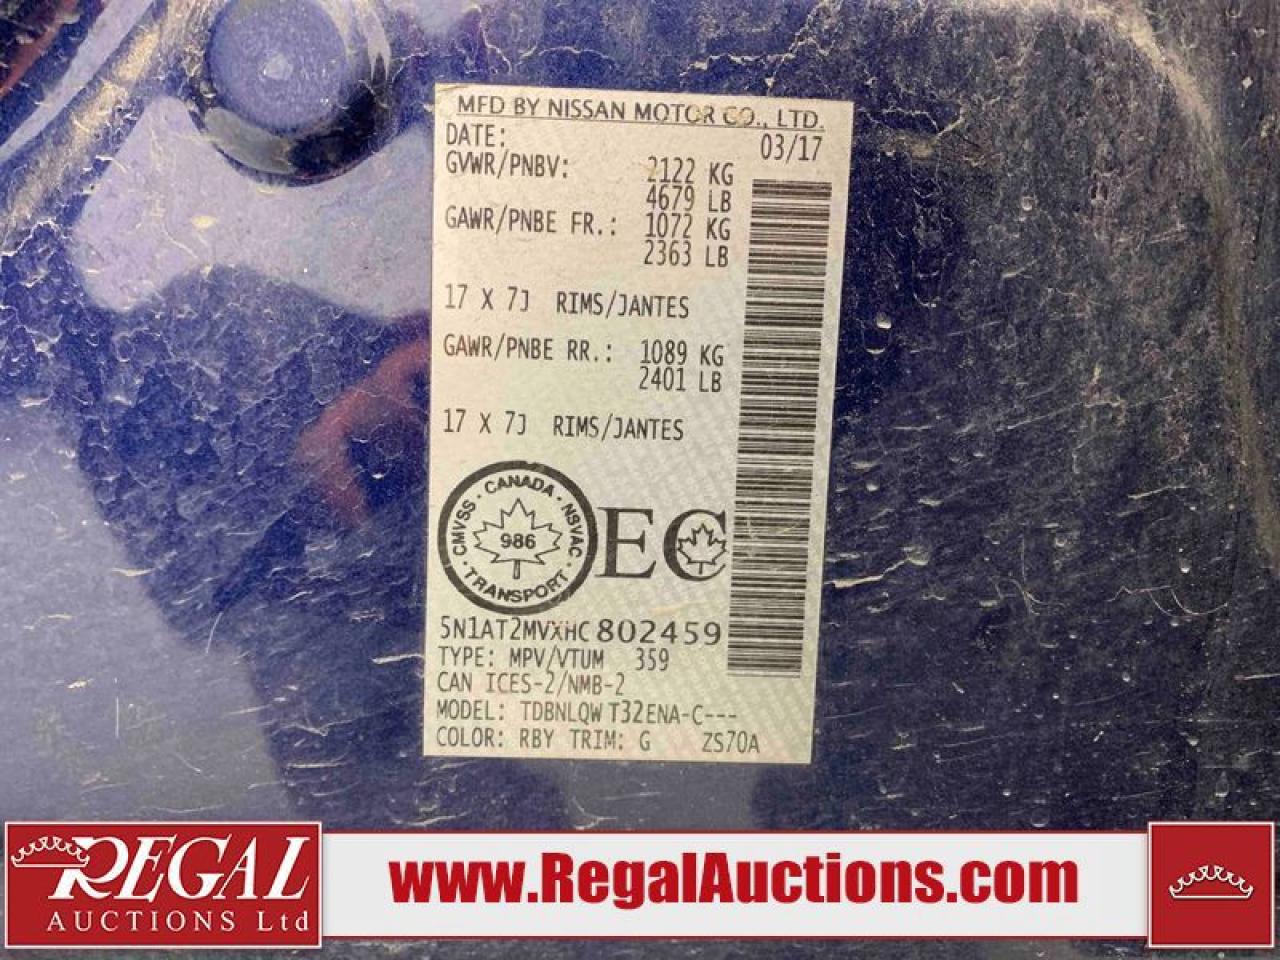 MFD BY NISSAN MOTOR CO., LTD.
DATE: 03/17
GVWR/PNBV: 2122 KG
4679 LB
GAWR/PNBE FR.: 1072 KG
2363 LB
17 X 7J RIMS/JANTES
GAWR/PNBE RR.: 1089 KG
2401 LB
17 X 7J RIMS/JANTES
CMVSS · CANADA · NSVAC · TRANSPORT ·
986
EC
5N1AT2MVXHC802459
TYPE: MPV/VTUM 359
CAN ICES-2/NMB-2
MODEL: TDBNLQW T32ENA-C---
COLOR: RBY TRIM: G ZS70A
REGAL
AUCTIONS Ltd
www.RegalAuctions.com